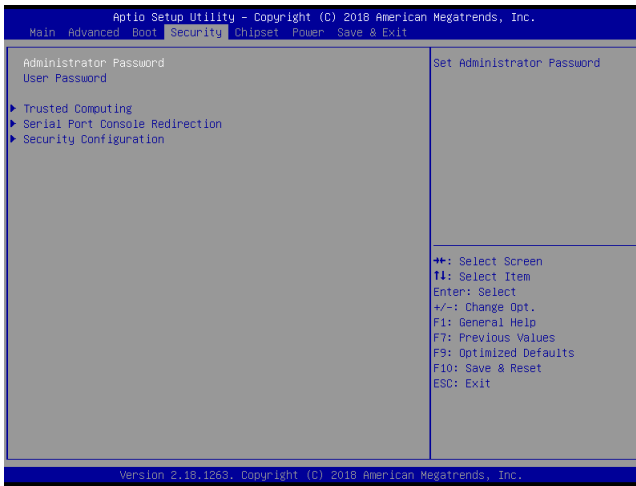 Aptio Setup Utility – Copyright (C) 2018 American Megatrends, Inc.
Main Advanced Boot Security Chipset Power Save & Exit
Administrator Password
User Password
Trusted Computing
Serial Port Console Redirection
Security Configuration
Set Administrator Password
→←: Select Screen
↑↓: Select Item
Enter: Select
+/-: Change Opt.
F1: General Help
F7: Previous Values
F9: Optimized Defaults
F10: Save & Reset
ESC: Exit
Version 2.18.1263. Copyright (C) 2018 American Megatrends, Inc.